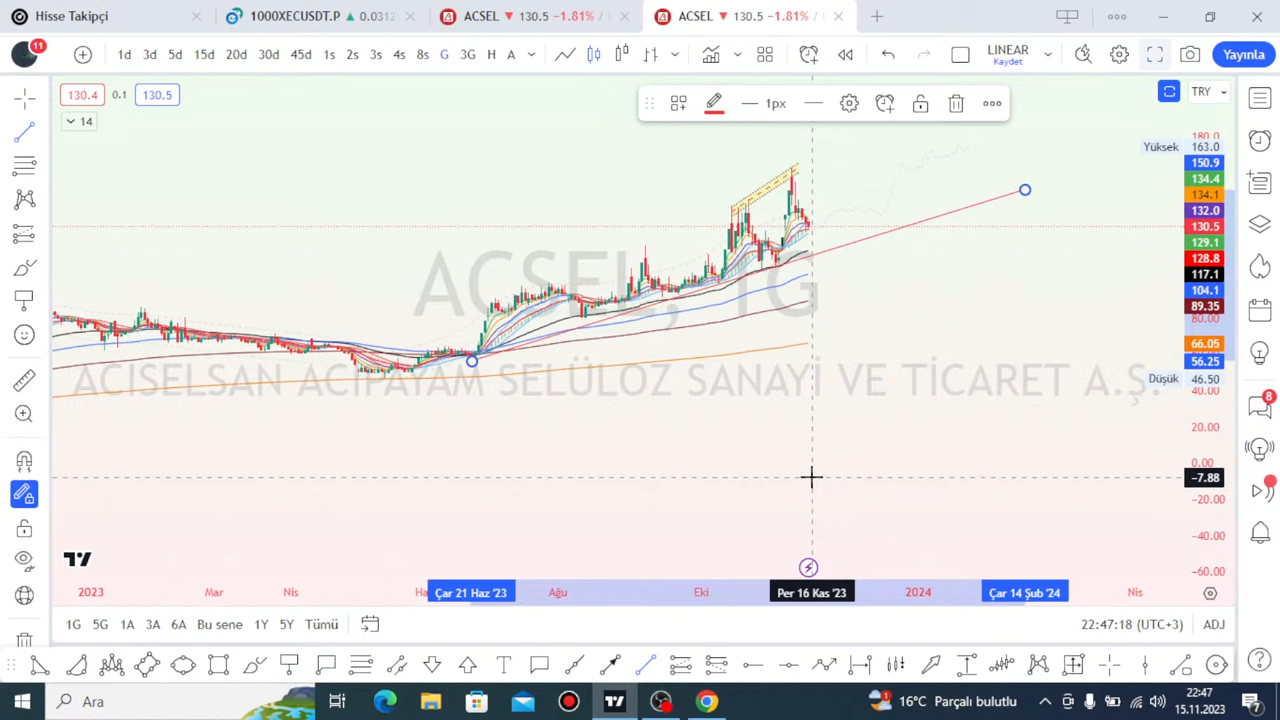 Hisse Takipçi
1000XECUSDT.P ▲ 0.0312
ACSEL ▼ 130.5 −1.81% /
ACSEL ▼ 130.5 −1.81% /
11
1d 3d 5d 15d 20d 30d 45d 1s 2s 3s 4s 8s G 3G H A
LINEAR
Kaydet
Yayınla
130.4 0.1 130.5
14
1px
TRY
180.0
Yüksek 163.0
150.9
134.4
134.1
132.0
130.5
129.1
128.8
117.1
104.1
89.35
80.00
66.05
56.25
Düşük 46.50
40.00
20.00
0.00
−7.88
−20.00
−40.00
−60.00
ACSEL, 1G
ACISELSAN ACIPAYAM SELÜLOZ SANAYI VE TICARET A.Ş.
8
2023 Mar Nis Ha Çar 21 Haz '23 Ağu Eki Per 16 Kas '23 2024 Çar 14 Şub '24 Nis
1G 5G 1A 3A 6A Bu sene 1Y 5Y Tümü
22:47:18 (UTC+3) ADJ
Ara
1
16°C Parçalı bulutlu
22:47
15.11.2023
7